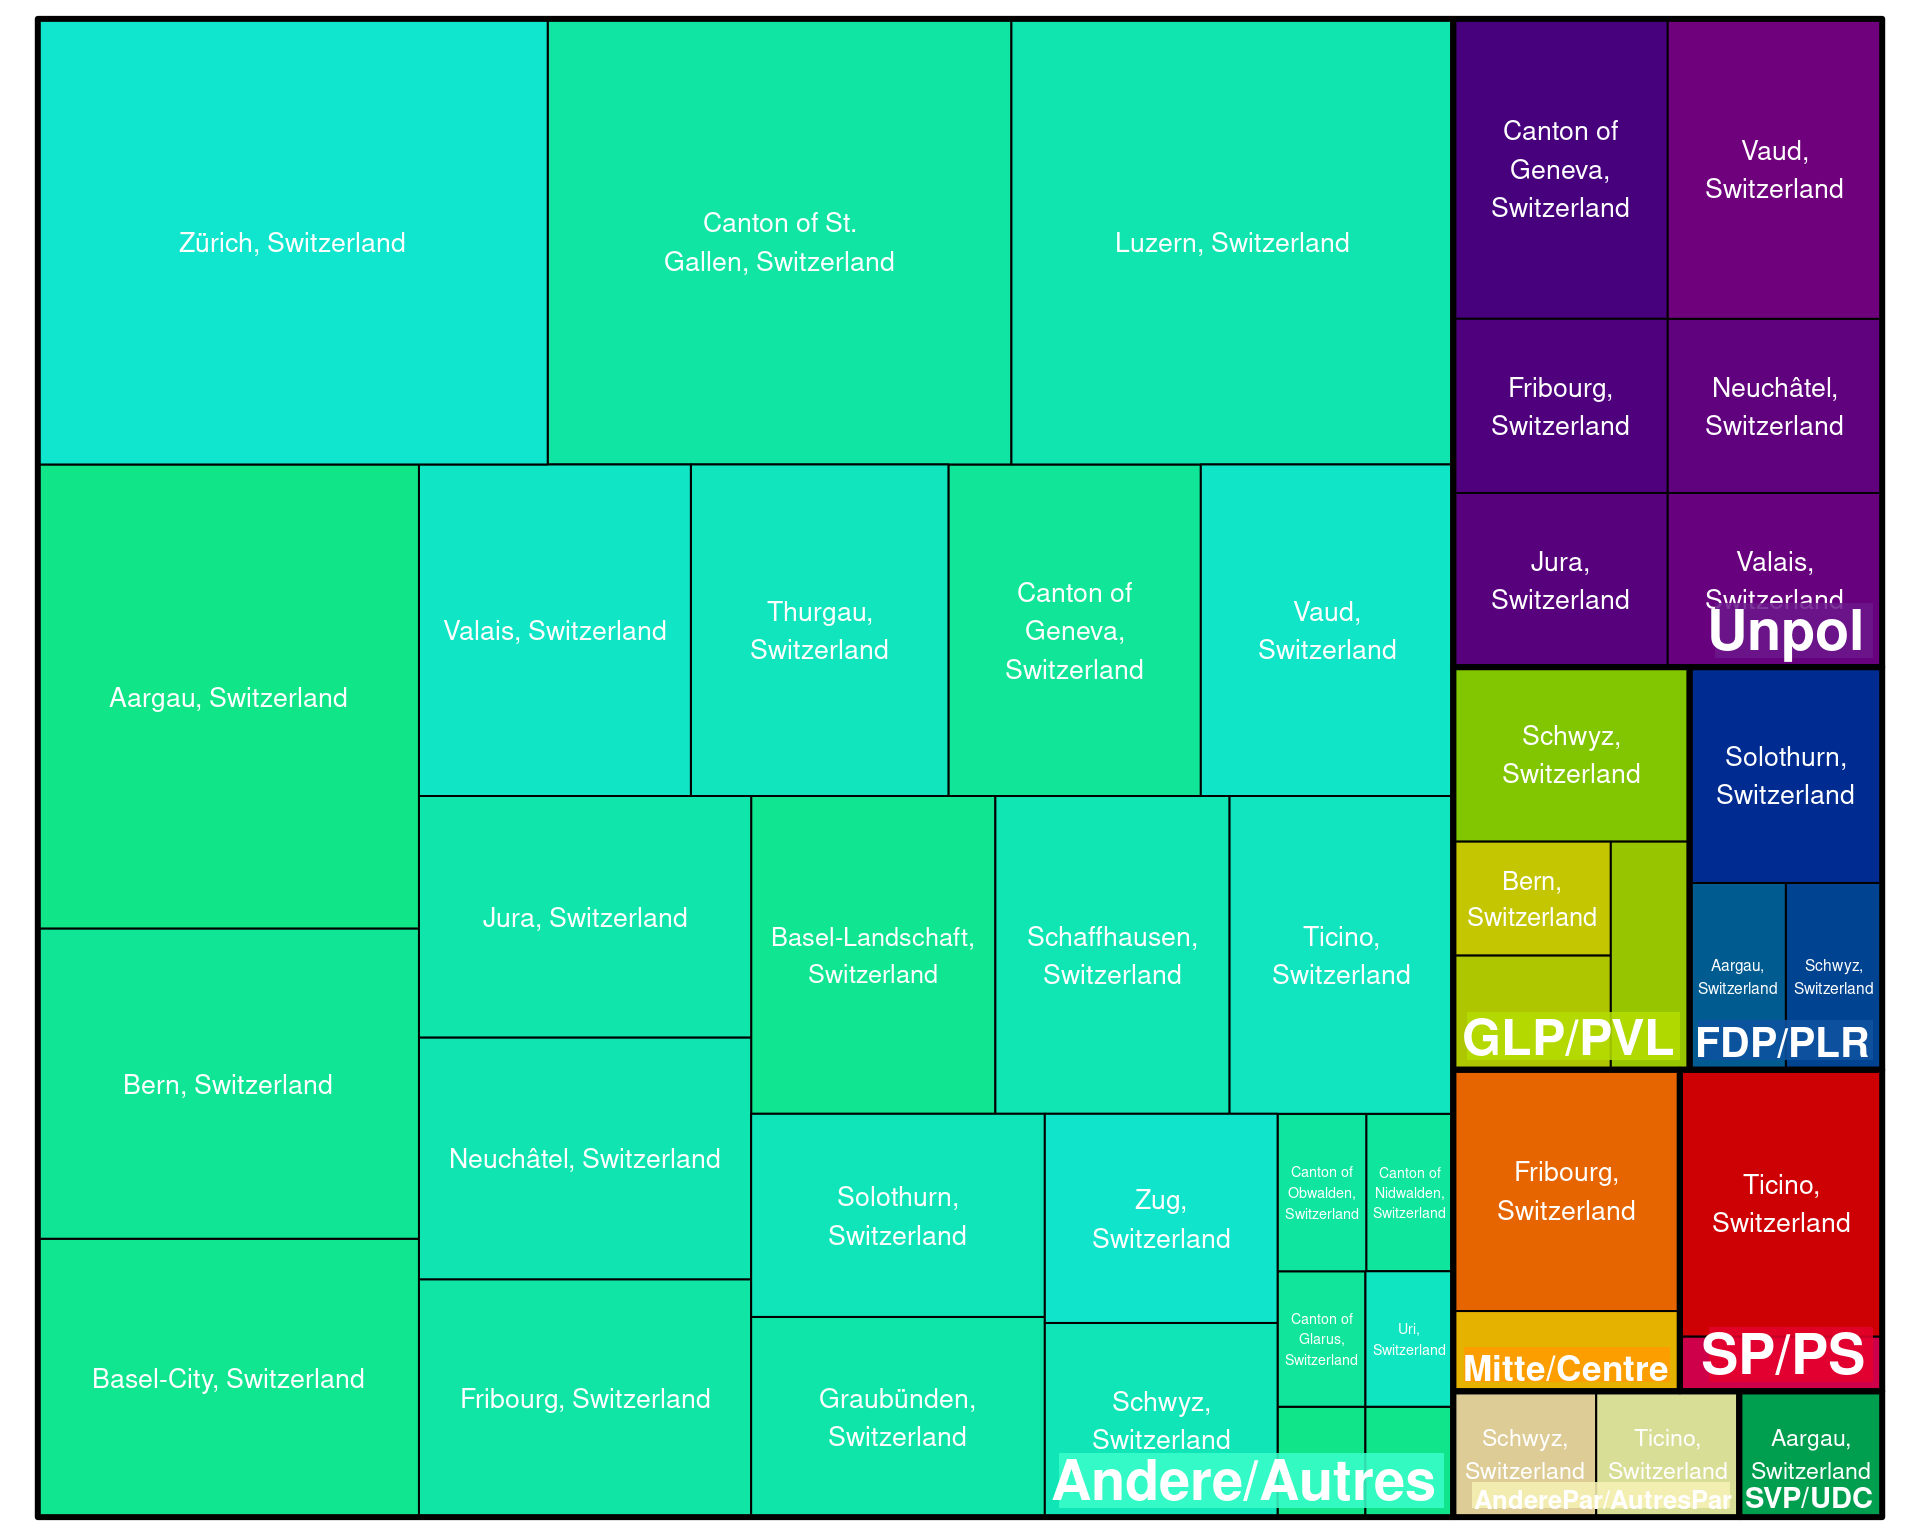 Zürich, Switzerland
Canton of St.
Gallen, Switzerland
Luzern, Switzerland
Aargau, Switzerland
Valais, Switzerland
Thurgau,
Switzerland
Canton of
Geneva,
Switzerland
Vaud,
Switzerland
Bern, Switzerland
Basel-City, Switzerland
Jura, Switzerland
Neuchâtel, Switzerland
Fribourg, Switzerland
Basel-Landschaft,
Switzerland
Schaffhausen,
Switzerland
Ticino,
Switzerland
Solothurn,
Switzerland
Graubünden,
Switzerland
Zug,
Switzerland
Schwyz,
Switzerland
Canton of
Obwalden,
Switzerland
Canton of
Nidwalden,
Switzerland
Canton of
Glarus,
Switzerland
Uri,
Switzerland
Andere/Autres
Canton of
Geneva,
Switzerland
Vaud,
Switzerland
Fribourg,
Switzerland
Neuchâtel,
Switzerland
Jura,
Switzerland
Valais,
Switzerland
Unpol
Schwyz,
Switzerland
Bern,
Switzerland
GLP/PVL
Solothurn,
Switzerland
Aargau,
Switzerland
Schwyz,
Switzerland
FDP/PLR
Fribourg,
Switzerland
Mitte/Centre
Ticino,
Switzerland
SP/PS
Schwyz,
Switzerland
Ticino,
Switzerland
AnderePar/AutresPar
Aargau,
Switzerland
SVP/UDC